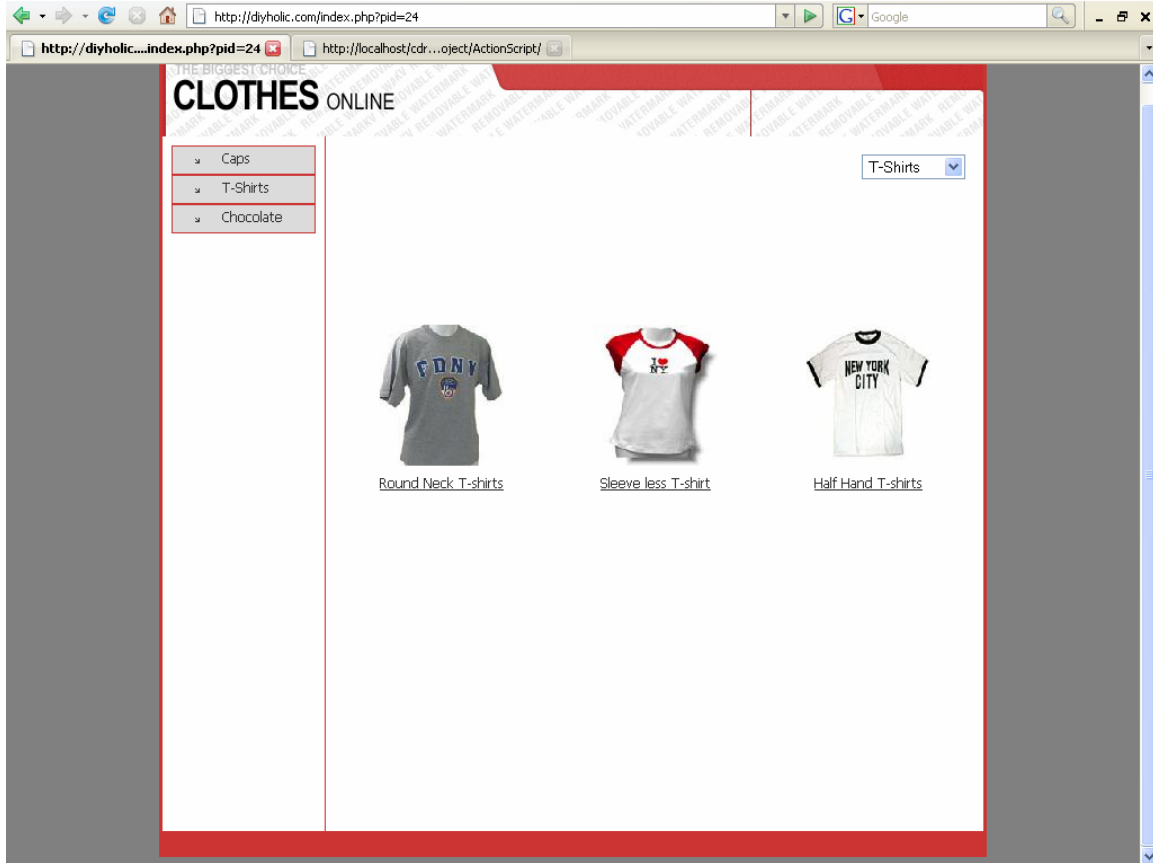 http://diyholic.com/index.php?pid=24
G
Google
http://diyholic....index.php?pid=24
http://localhost/cdr...oject/ActionScript/
THE BIGGEST CHOICE
CLOTHES ONLINE
REMOVABLE WATERMARK
Caps
T-Shirts
Chocolate
T-Shirts
FDNY
I ♥
NY
NEW YORK
CITY
Round Neck T-shirts
Sleeve less T-shirt
Half Hand T-shirts